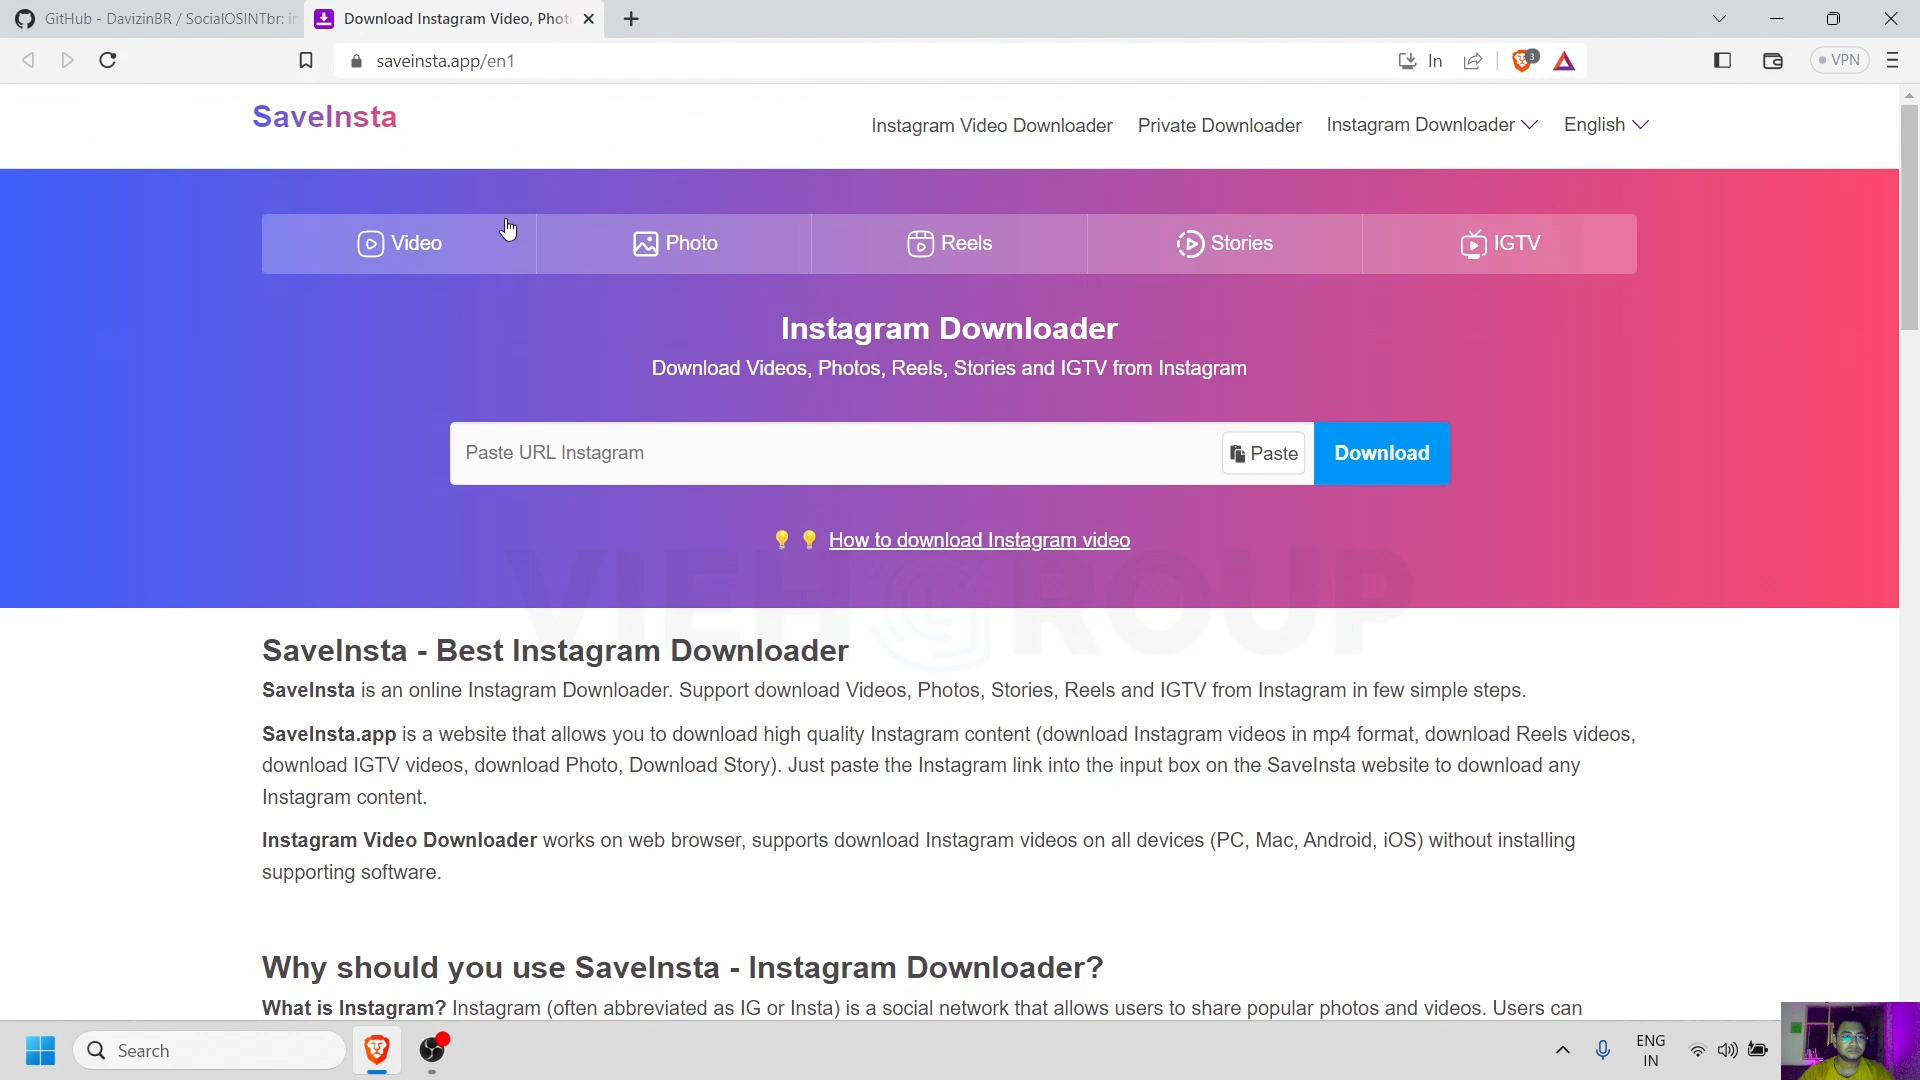 GitHub - DavizinBR / SocialOSINTbr: i
Download Instagram Video, Phot
saveinsta.app/en1
In
3
VPN
SaveInsta
Instagram Video Downloader
Private Downloader
Instagram Downloader
English
Video
Photo
Reels
Stories
IGTV
Instagram Downloader
Download Videos, Photos, Reels, Stories and IGTV from Instagram
Paste URL Instagram
Paste
Download
How to download Instagram video
VIEH GROUP
SaveInsta - Best Instagram Downloader
SaveInsta is an online Instagram Downloader. Support download Videos, Photos, Stories, Reels and IGTV from Instagram in few simple steps.
SaveInsta.app is a website that allows you to download high quality Instagram content (download Instagram videos in mp4 format, download Reels videos,
download IGTV videos, download Photo, Download Story). Just paste the Instagram link into the input box on the SaveInsta website to download any
Instagram content.
Instagram Video Downloader works on web browser, supports download Instagram videos on all devices (PC, Mac, Android, iOS) without installing
supporting software.
Why should you use SaveInsta - Instagram Downloader?
What is Instagram? Instagram (often abbreviated as IG or Insta) is a social network that allows users to share popular photos and videos. Users can
Search
ENG
IN